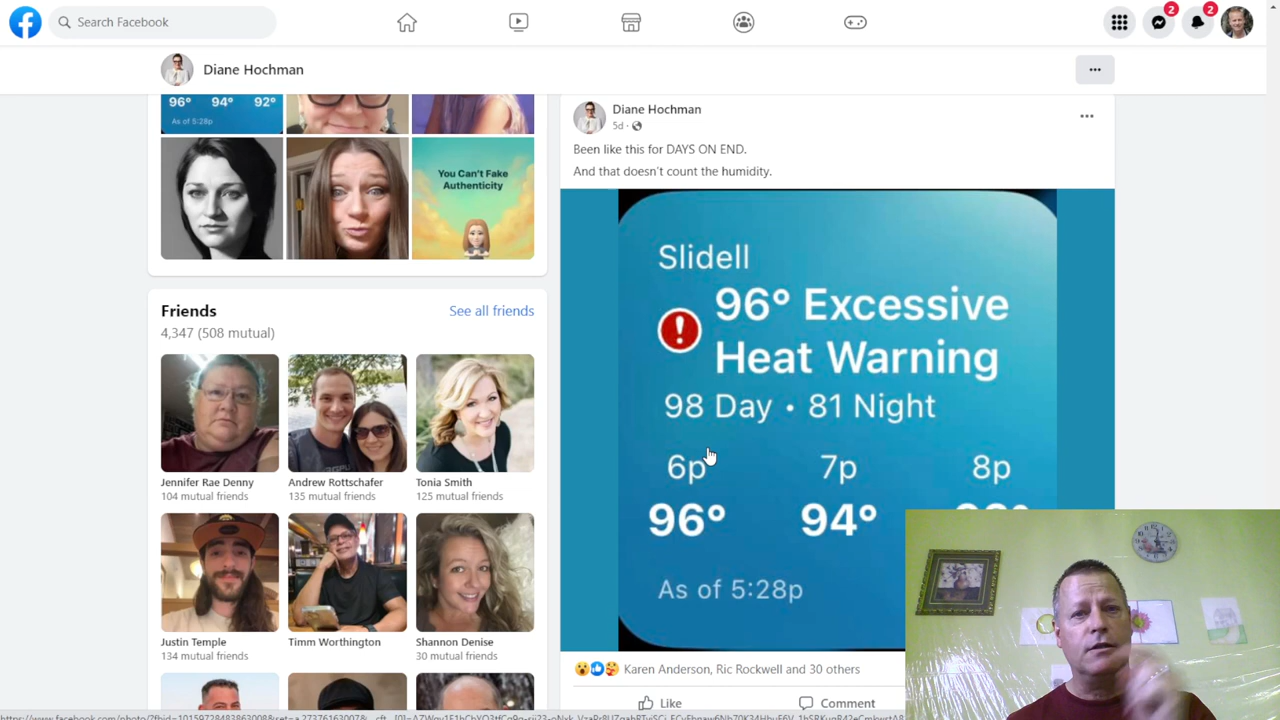 Search Facebook
2
2
Diane Hochman
96° 94° 92°
As of 5:28p
You Can't Fake
Authenticity
Friends
See all friends
4,347 (508 mutual)
Jennifer Rae Denny
104 mutual friends
Andrew Rottschafer
135 mutual friends
Tonia Smith
125 mutual friends
Justin Temple
134 mutual friends
Timm Worthington
Shannon Denise
30 mutual friends
Diane Hochman
5d ·
Been like this for DAYS ON END.
And that doesn't count the humidity.
Slidell
96° Excessive
Heat Warning
98 Day • 81 Night
6p 7p 8p
96° 94°
As of 5:28p
Karen Anderson, Ric Rockwell and 30 others
Like
Comment